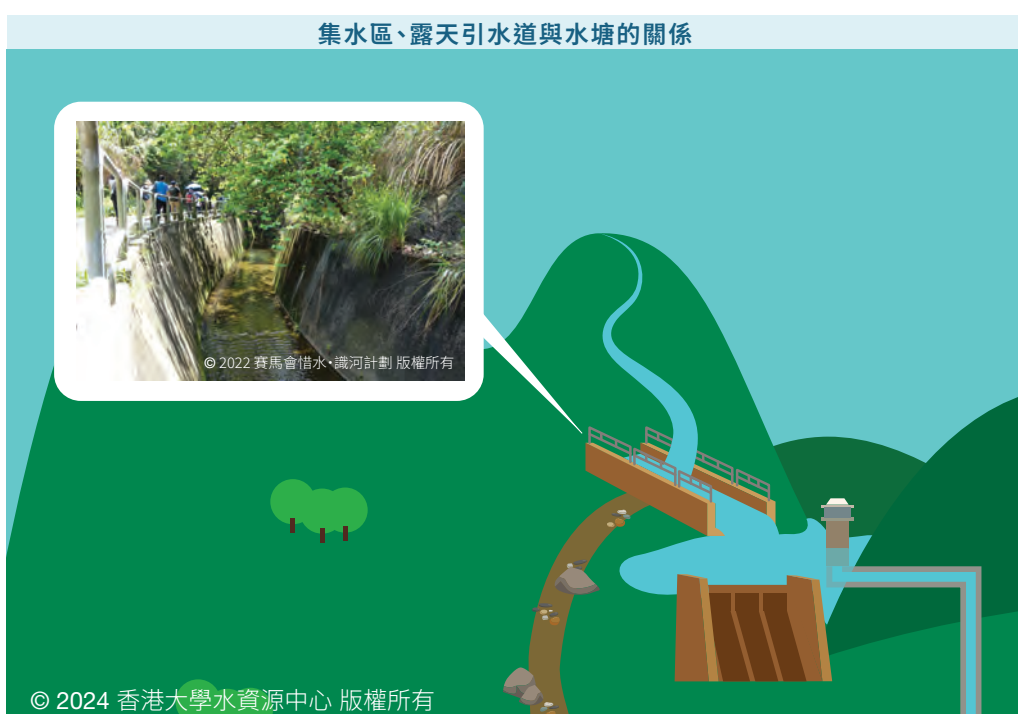 集水區、露天引水道與水塘的關係
© 2022 賽馬會惜水・識河計劃 版權所有
© 2024 香港大學水資源中心 版權所有